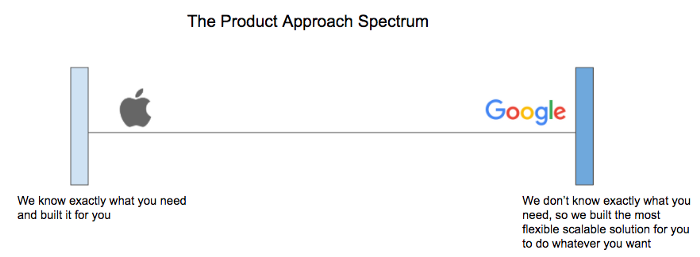 The Product Approach Spectrum
Google
We know exactly what you need
and built it for you
We don't know exactly what you
need, so we built the most
flexible scalable solution for you
to do whatever you want